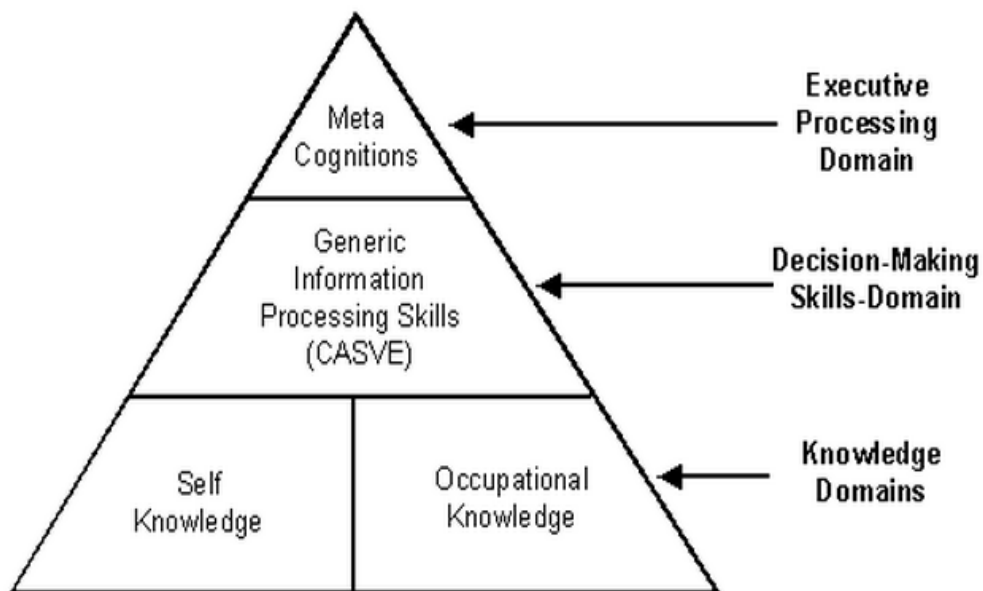 Meta
Cognitions
Executive
Processing
Domain
Generic
Information
Processing Skills
(CASVE)
Decision-Making
Skills-Domain
Self
Knowledge
Occupational
Knowledge
Knowledge
Domains